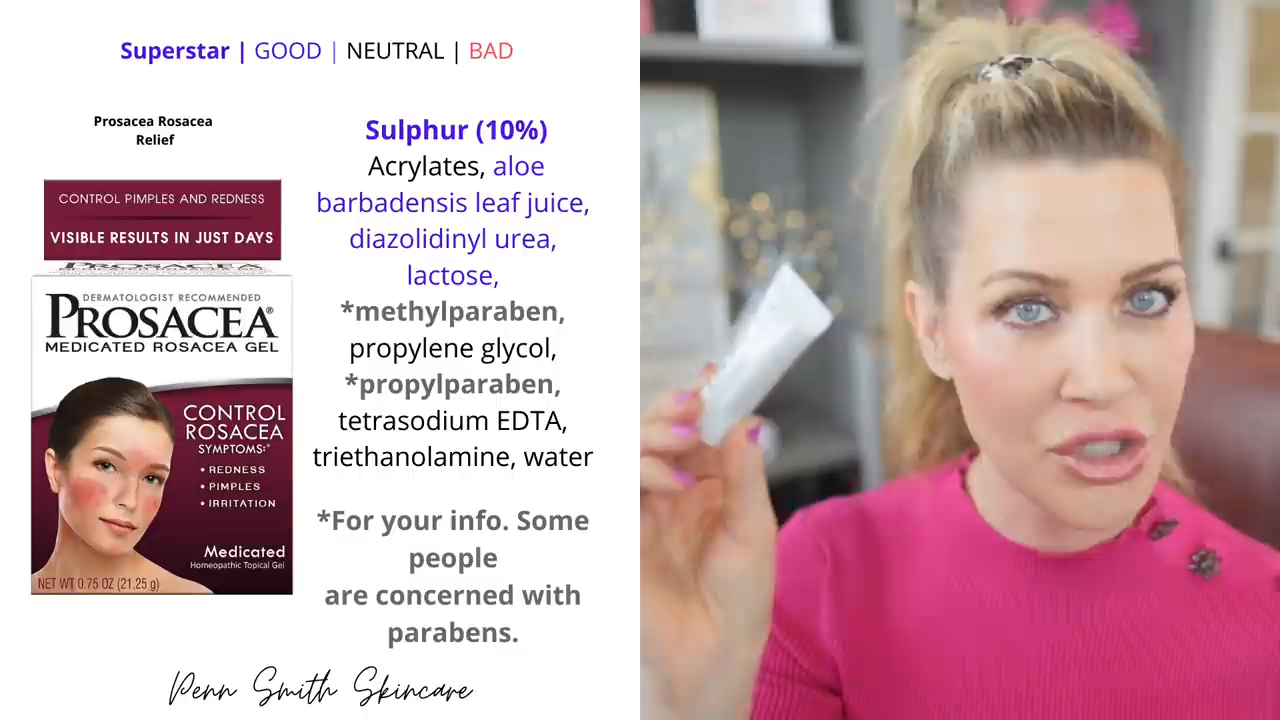 Superstar | GOOD | NEUTRAL | BAD
Prosacea Rosacea
Relief
CONTROL PIMPLES AND REDNESS
VISIBLE RESULTS IN JUST DAYS
PROSACEA
DERMATOLOGIST RECOMMENDED
PROSACEA®
MEDICATED ROSACEA GEL
CONTROL
ROSACEA
SYMPTOMS:*
• REDNESS
• PIMPLES
• IRRITATION
Medicated
Homeopathic Topical Gel
NET WT 0.75 OZ (21.25 g)
Sulphur (10%)
Acrylates, aloe
barbadensis leaf juice,
diazolidinyl urea,
lactose,
*methylparaben,
propylene glycol,
*propylparaben,
tetrasodium EDTA,
triethanolamine, water
*For your info. Some
people
are concerned with
parabens.
Penn Smith Skincare